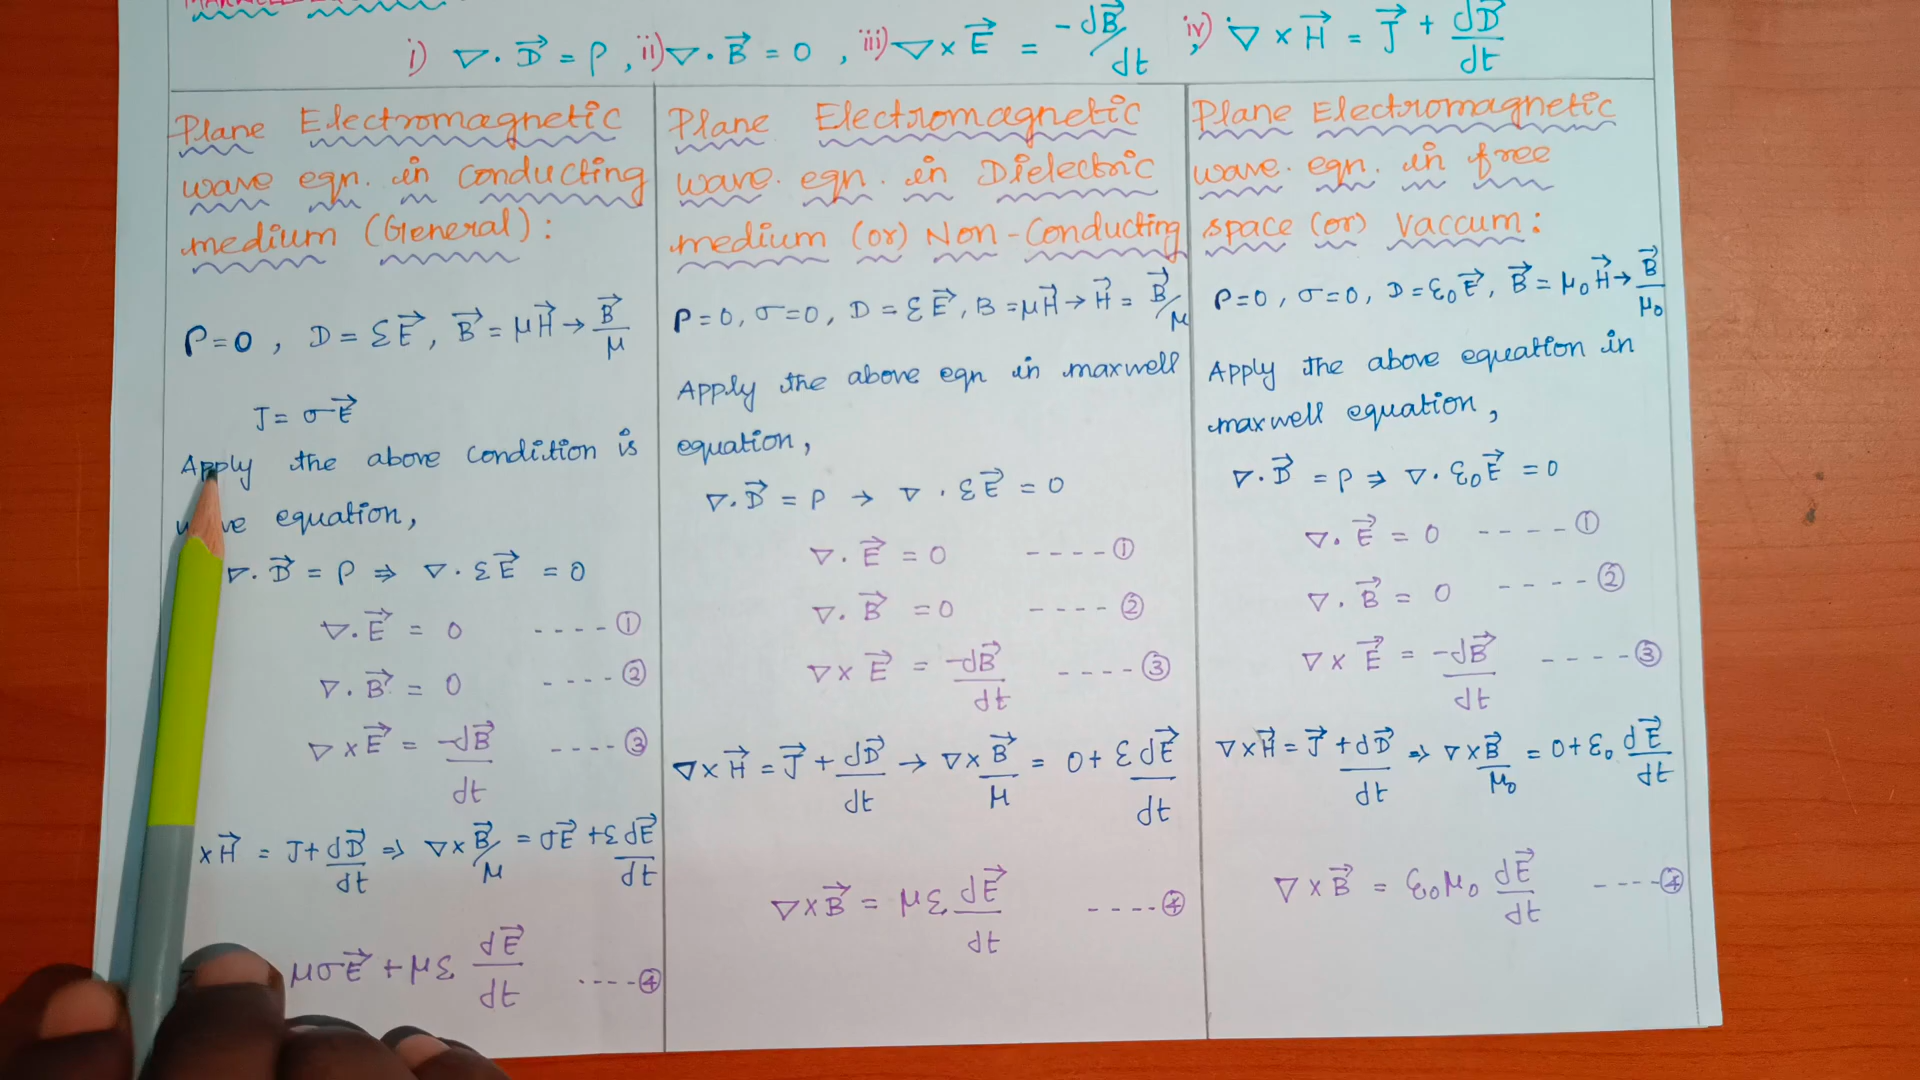 i) ∇·D⃗ = ρ, ii) ∇·B⃗ = 0, iii) ∇×E⃗ = -dB⃗/dt iv) ∇×H⃗ = J⃗ + dD⃗/dt
Plane Electromagnetic
wave eqn. in Conducting
medium (General):
ρ=0, D = εE⃗, B⃗ = μH⃗ → B⃗/μ
J = σE⃗
Apply the above condition is
equation,
∇·D⃗ = ρ ⇒ ∇·εE⃗ = 0
∇·E⃗ = 0 ----①
∇·B⃗ = 0 ----②
∇×E⃗ = -dB⃗/dt ----③
×H⃗ = J+dD⃗/dt ⇒ ∇×B⃗/μ = σE⃗ + εdE⃗/dt
μσE⃗ + με dE⃗/dt ----④
Plane Electromagnetic
wave. eqn. in Dielectric
medium (or) Non-Conducting
ρ=0, σ=0, D = εE⃗, B=μH⃗ → H⃗ = B⃗/μ
Apply the above eqn in maxwell
equation,
∇·D⃗ = ρ → ∇·εE⃗ = 0
∇·E⃗ = 0 ----①
∇·B⃗ = 0 ----②
∇×E⃗ = -dB⃗/dt ----③
∇×H⃗ = J⃗ + dD⃗/dt → ∇×B⃗/μ = 0+ εdE⃗/dt
∇×B⃗ = με dE⃗/dt ----④
Plane Electromagnetic
wave. eqn. in free
space (or) Vaccum:
ρ=0, σ=0, D=ε₀E⃗, B⃗ = μ₀H⃗ → B⃗/μ₀
Apply the above equation in
maxwell equation,
∇·D⃗ = ρ ⇒ ∇·ε₀E⃗ = 0
∇·E⃗ = 0 ----①
∇·B⃗ = 0 ----②
∇×E⃗ = -dB⃗/dt ----③
∇×H⃗ = J⃗ + dD⃗/dt ⇒ ∇×B⃗/μ₀ = 0+ε₀ dE⃗/dt
∇×B⃗ = ε₀μ₀ dE⃗/dt ----④